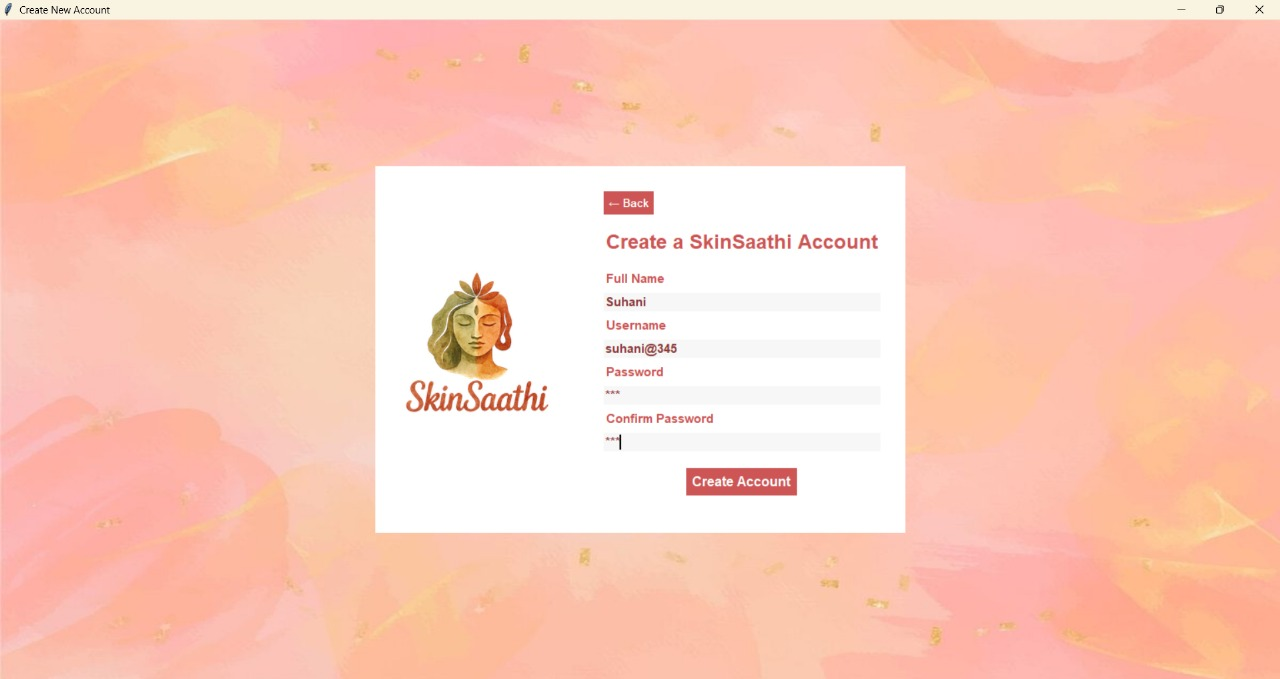 Create New Account
← Back
Create a SkinSaathi Account
Full Name
Suhani
Username
suhani@345
Password
***
Confirm Password
***
SkinSaathi
Create Account